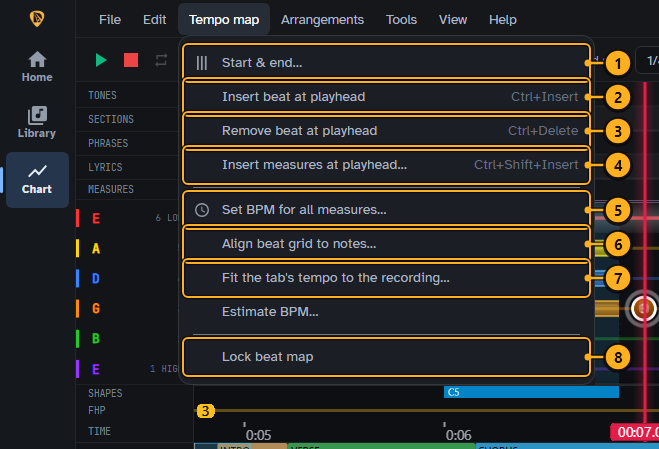 File Edit Tempo map Arrangements Tools View Help
Home
Library
Chart
Start & end...
1
1/
TONES
Insert beat at playhead Ctrl+Insert
2
SECTIONS
Remove beat at playhead Ctrl+Delete
3
PHRASES
LYRICS
Insert measures at playhead... Ctrl+Shift+Insert
4
MEASURES
E 6 LO
Set BPM for all measures...
5
A
Align beat grid to notes...
6
D
Fit the tab's tempo to the recording...
7
G
Estimate BPM...
B
Lock beat map
8
E 1 HIG
SHAPES
C5
FHP
3
TIME
0:05
0:06
00:07.0
VERSE
CHORUS